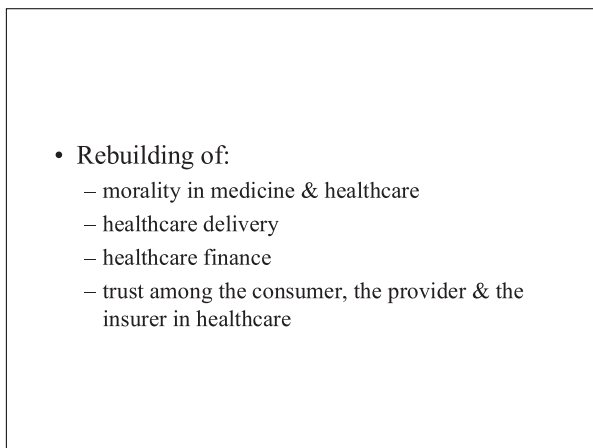 • Rebuilding of:
– morality in medicine & healthcare
– healthcare delivery
– healthcare finance
– trust among the consumer, the provider & the
insurer in healthcare